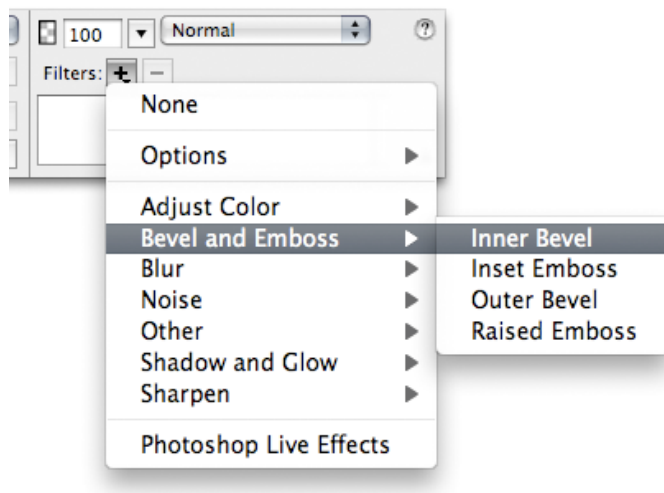 100 Normal ?
Filters: + −
None
Options
Adjust Color
Bevel and Emboss
Inner Bevel
Blur
Inset Emboss
Noise
Outer Bevel
Other
Raised Emboss
Shadow and Glow
Sharpen
Photoshop Live Effects